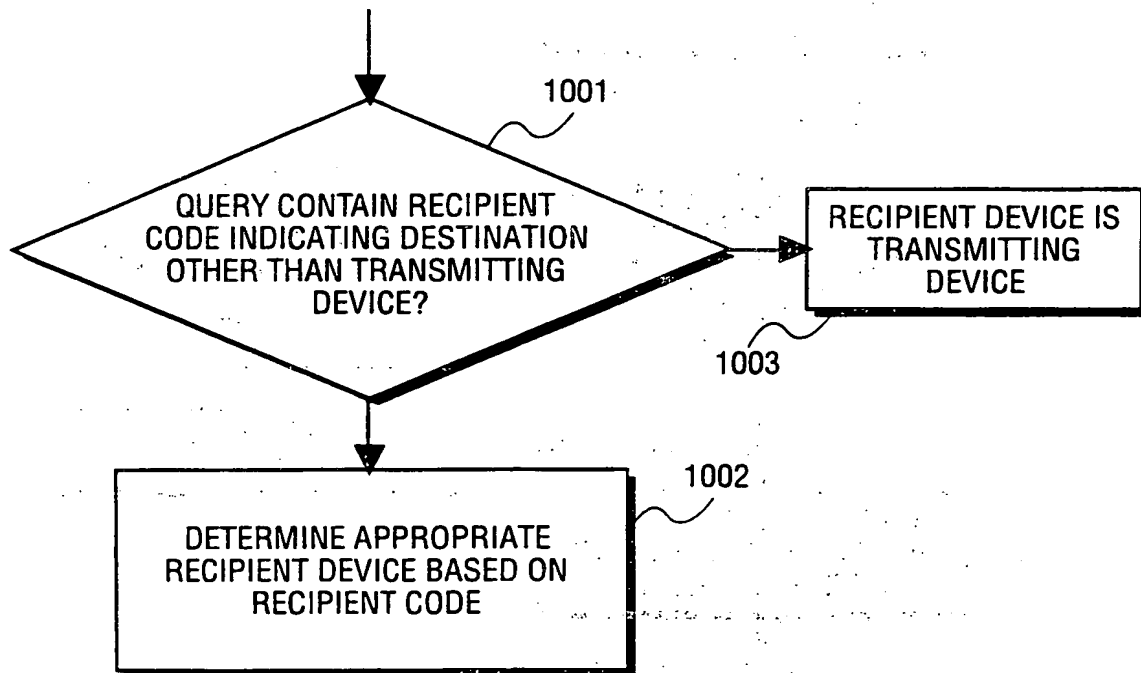 1001
QUERY CONTAIN RECIPIENT
CODE INDICATING DESTINATION
OTHER THAN TRANSMITTING
DEVICE?
RECIPIENT DEVICE IS
TRANSMITTING
DEVICE
1003
1002
DETERMINE APPROPRIATE
RECIPIENT DEVICE BASED ON
RECIPIENT CODE